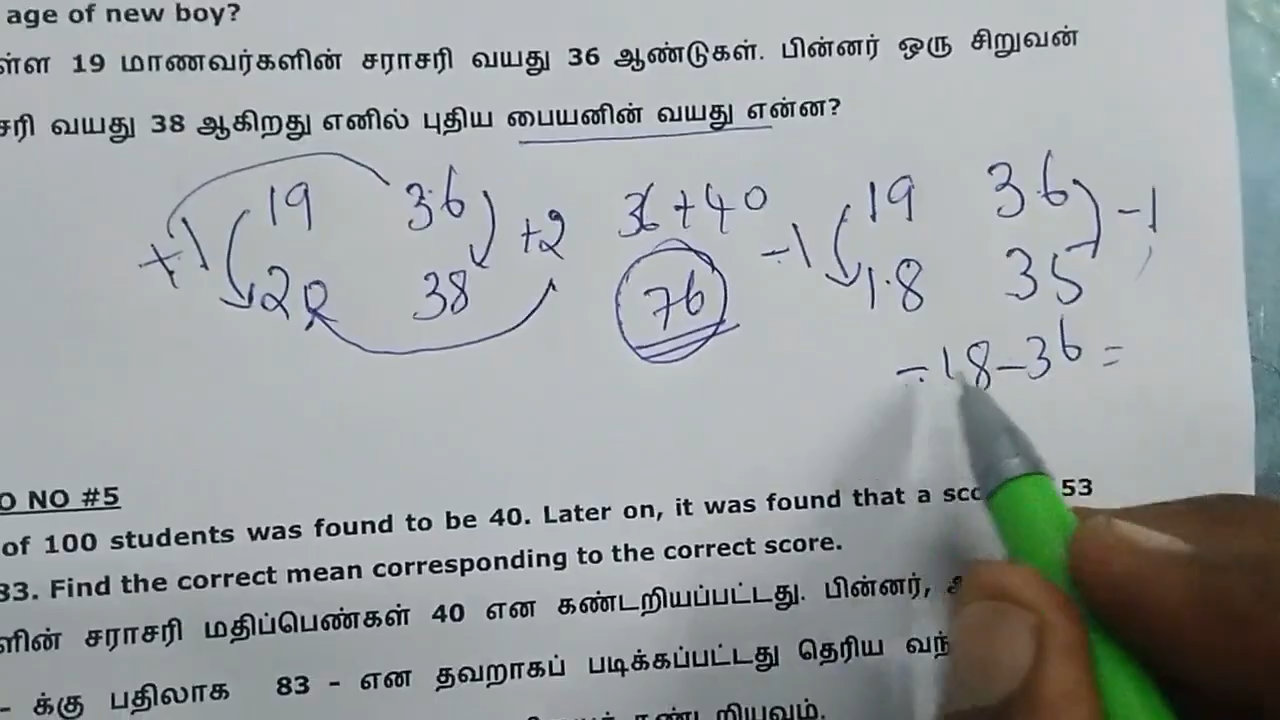 age of new boy?
ள்ள 19 மாணவர்களின் சராசரி வயது 36 ஆண்டுகள். பின்னர் ஒரு சிறுவன்
சரி வயது 38 ஆகிறது எனில் புதிய பையனின் வயது என்ன?
19 36 36+40 19 36
+1 +2 -1 -1
20 38 76 18 35
-18-36=
O NO #5
of 100 students was found to be 40. Later on, it was found that a 53
83. Find the correct mean corresponding to the correct score.
ளின் சராசரி மதிப்பெண்கள் 40 என கண்டறியப்பட்டது. பின்னர்,
- க்கு பதிலாக 83 - என தவறாகப் படிக்கப்பட்டது தெரிய